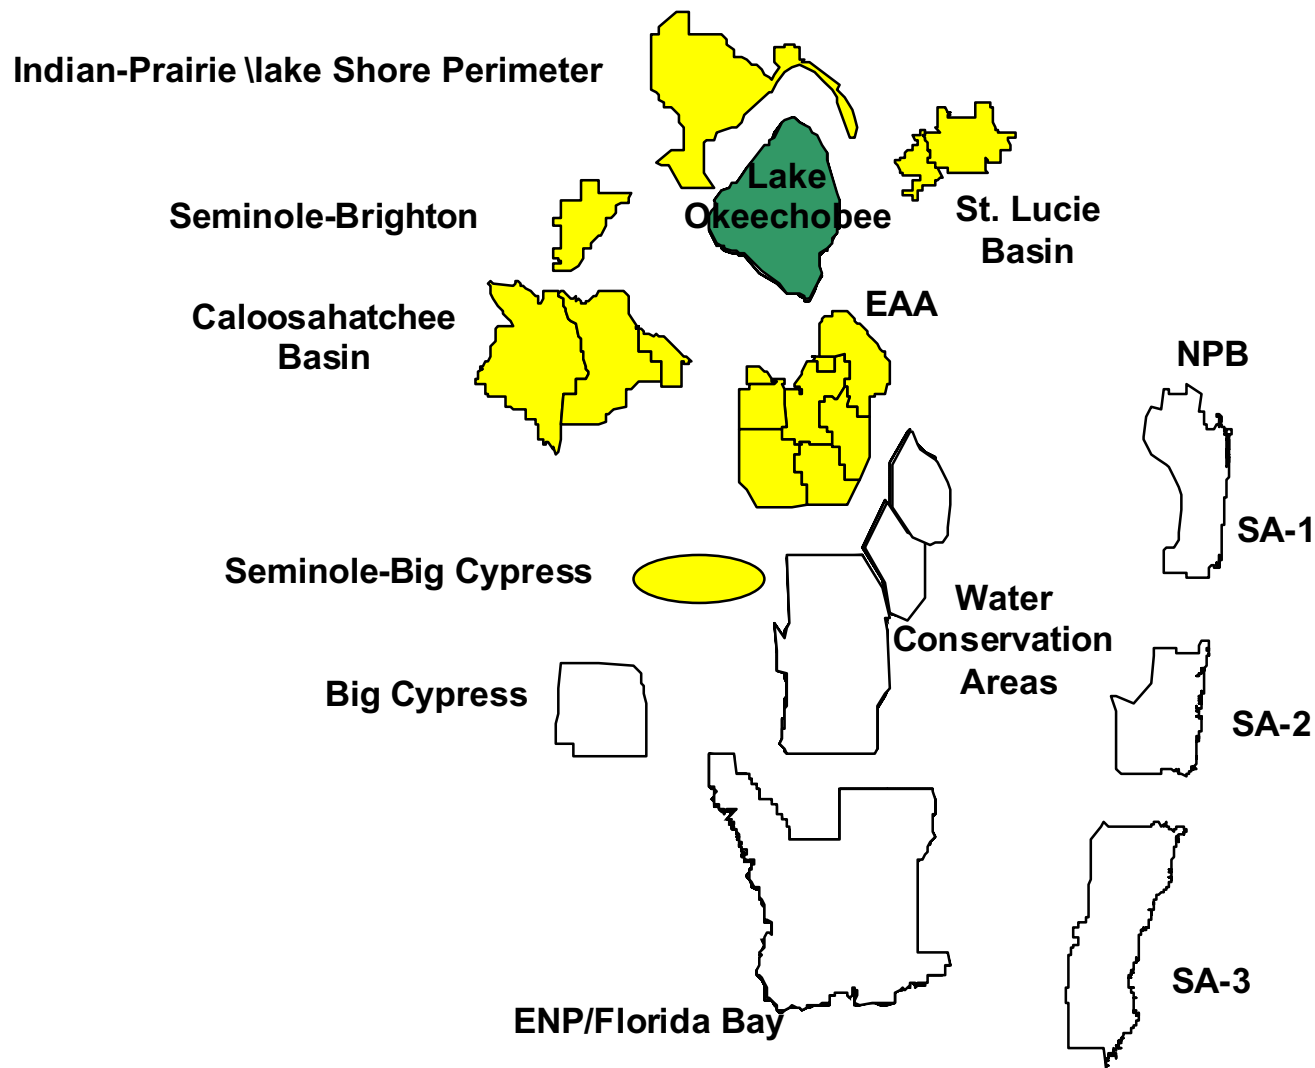 Indian-Prairie \lake Shore Perimeter
Lake
Okeechobee
Seminole-Brighton
St. Lucie
Basin
Caloosahatchee
Basin
EAA
NPB
SA-1
Seminole-Big Cypress
Water
Conservation
Areas
Big Cypress
SA-2
SA-3
ENP/Florida Bay